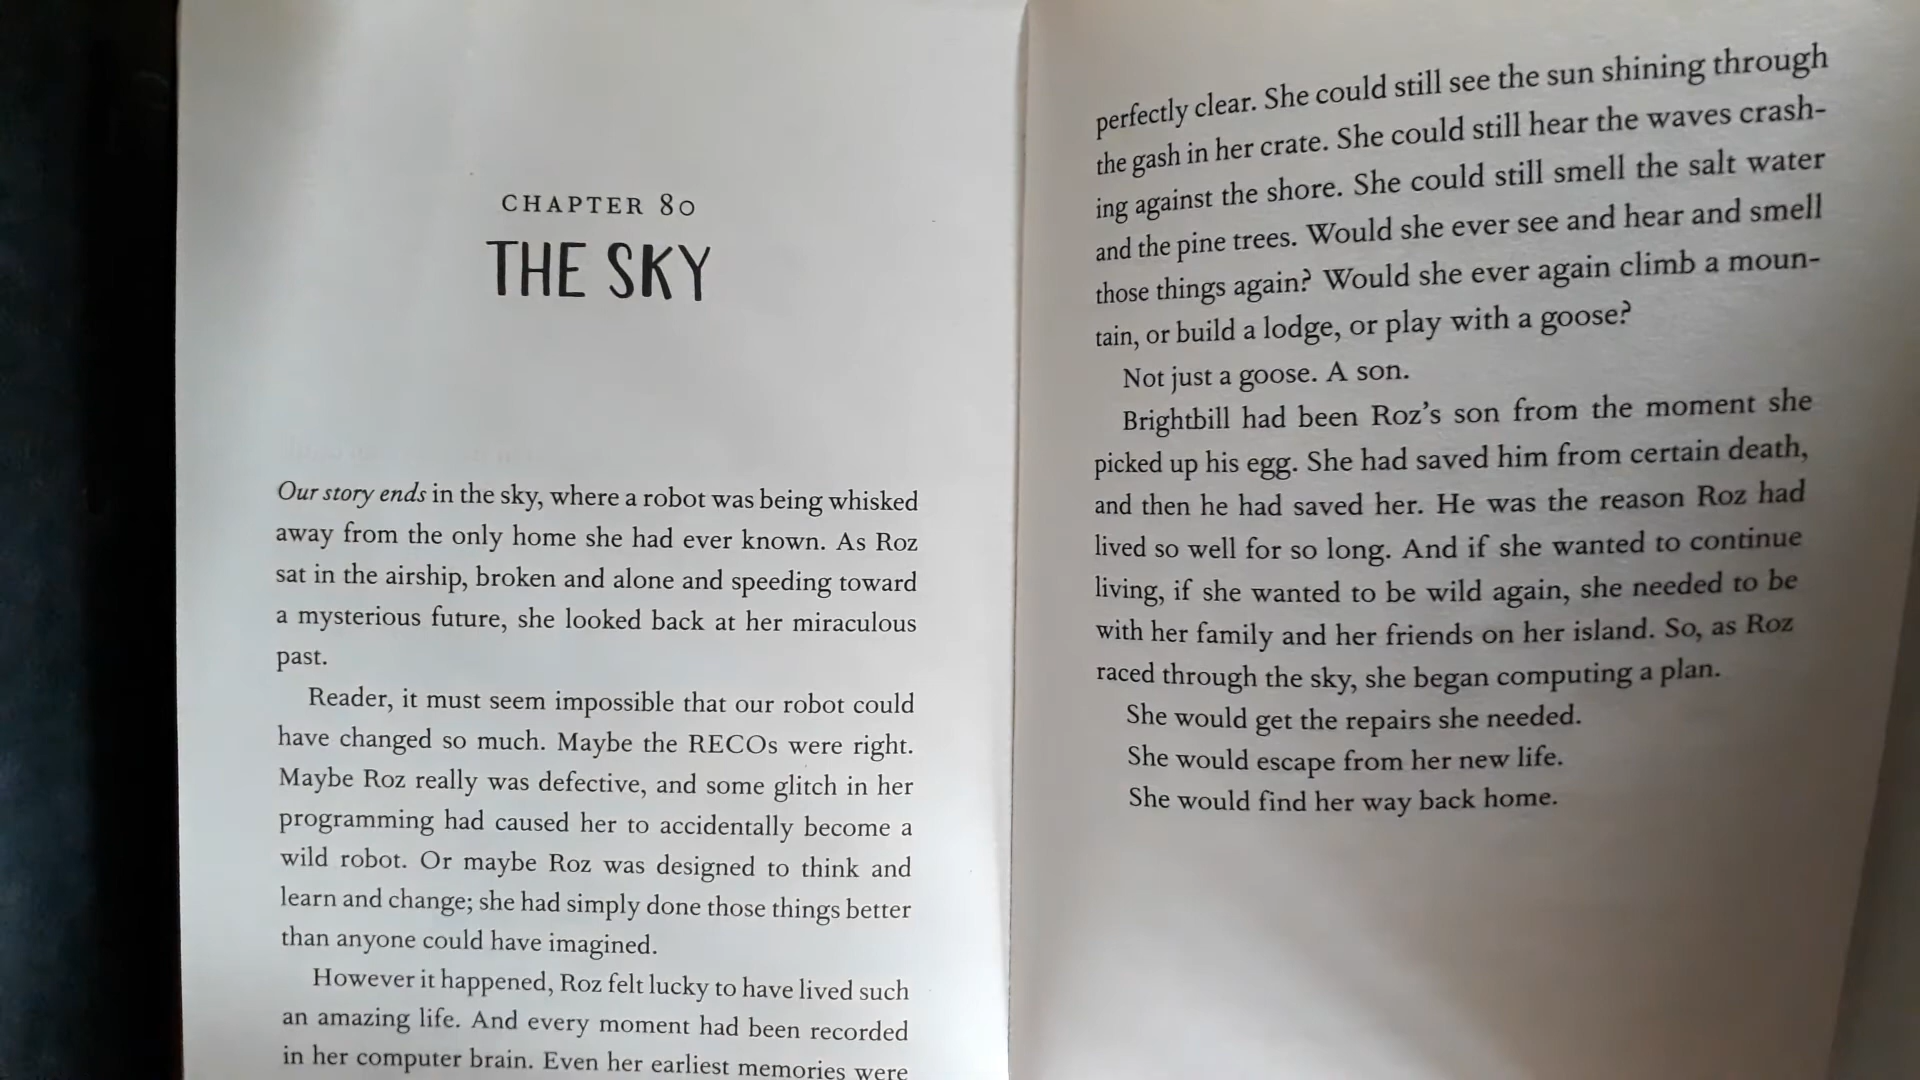 CHAPTER 80
THE SKY
Our story ends in the sky, where a robot was being whisked
away from the only home she had ever known. As Roz
sat in the airship, broken and alone and speeding toward
a mysterious future, she looked back at her miraculous
past.
Reader, it must seem impossible that our robot could
have changed so much. Maybe the RECOs were right.
Maybe Roz really was defective, and some glitch in her
programming had caused her to accidentally become a
wild robot. Or maybe Roz was designed to think and
learn and change; she had simply done those things better
than anyone could have imagined.
However it happened, Roz felt lucky to have lived such
an amazing life. And every moment had been recorded
in her computer brain. Even her earliest memories were
perfectly clear. She could still see the sun shining through
the gash in her crate. She could still hear the waves crash-
ing against the shore. She could still smell the salt water
and the pine trees. Would she ever see and hear and smell
those things again? Would she ever again climb a moun-
tain, or build a lodge, or play with a goose?
Not just a goose. A son.
Brightbill had been Roz's son from the moment she
picked up his egg. She had saved him from certain death,
and then he had saved her. He was the reason Roz had
lived so well for so long. And if she wanted to continue
living, if she wanted to be wild again, she needed to be
with her family and her friends on her island. So, as Roz
raced through the sky, she began computing a plan.
She would get the repairs she needed.
She would escape from her new life.
She would find her way back home.